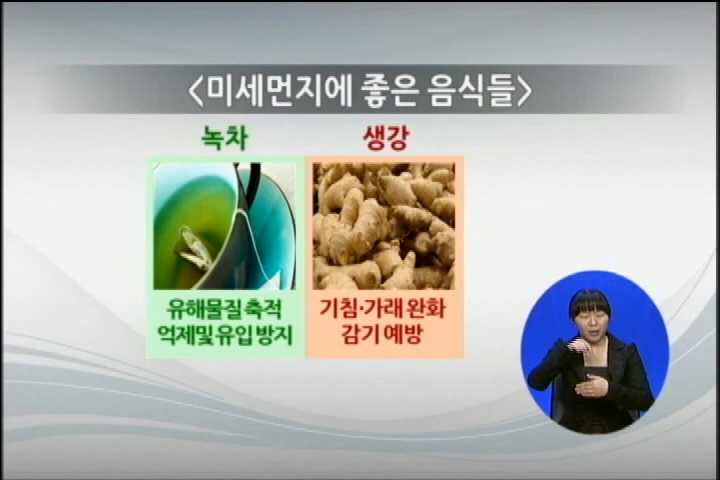 <미세먼지에 좋은 음식들>
녹차
유해물질 축적
억제및 유입 방지
생강
기침·가래 완화
감기 예방